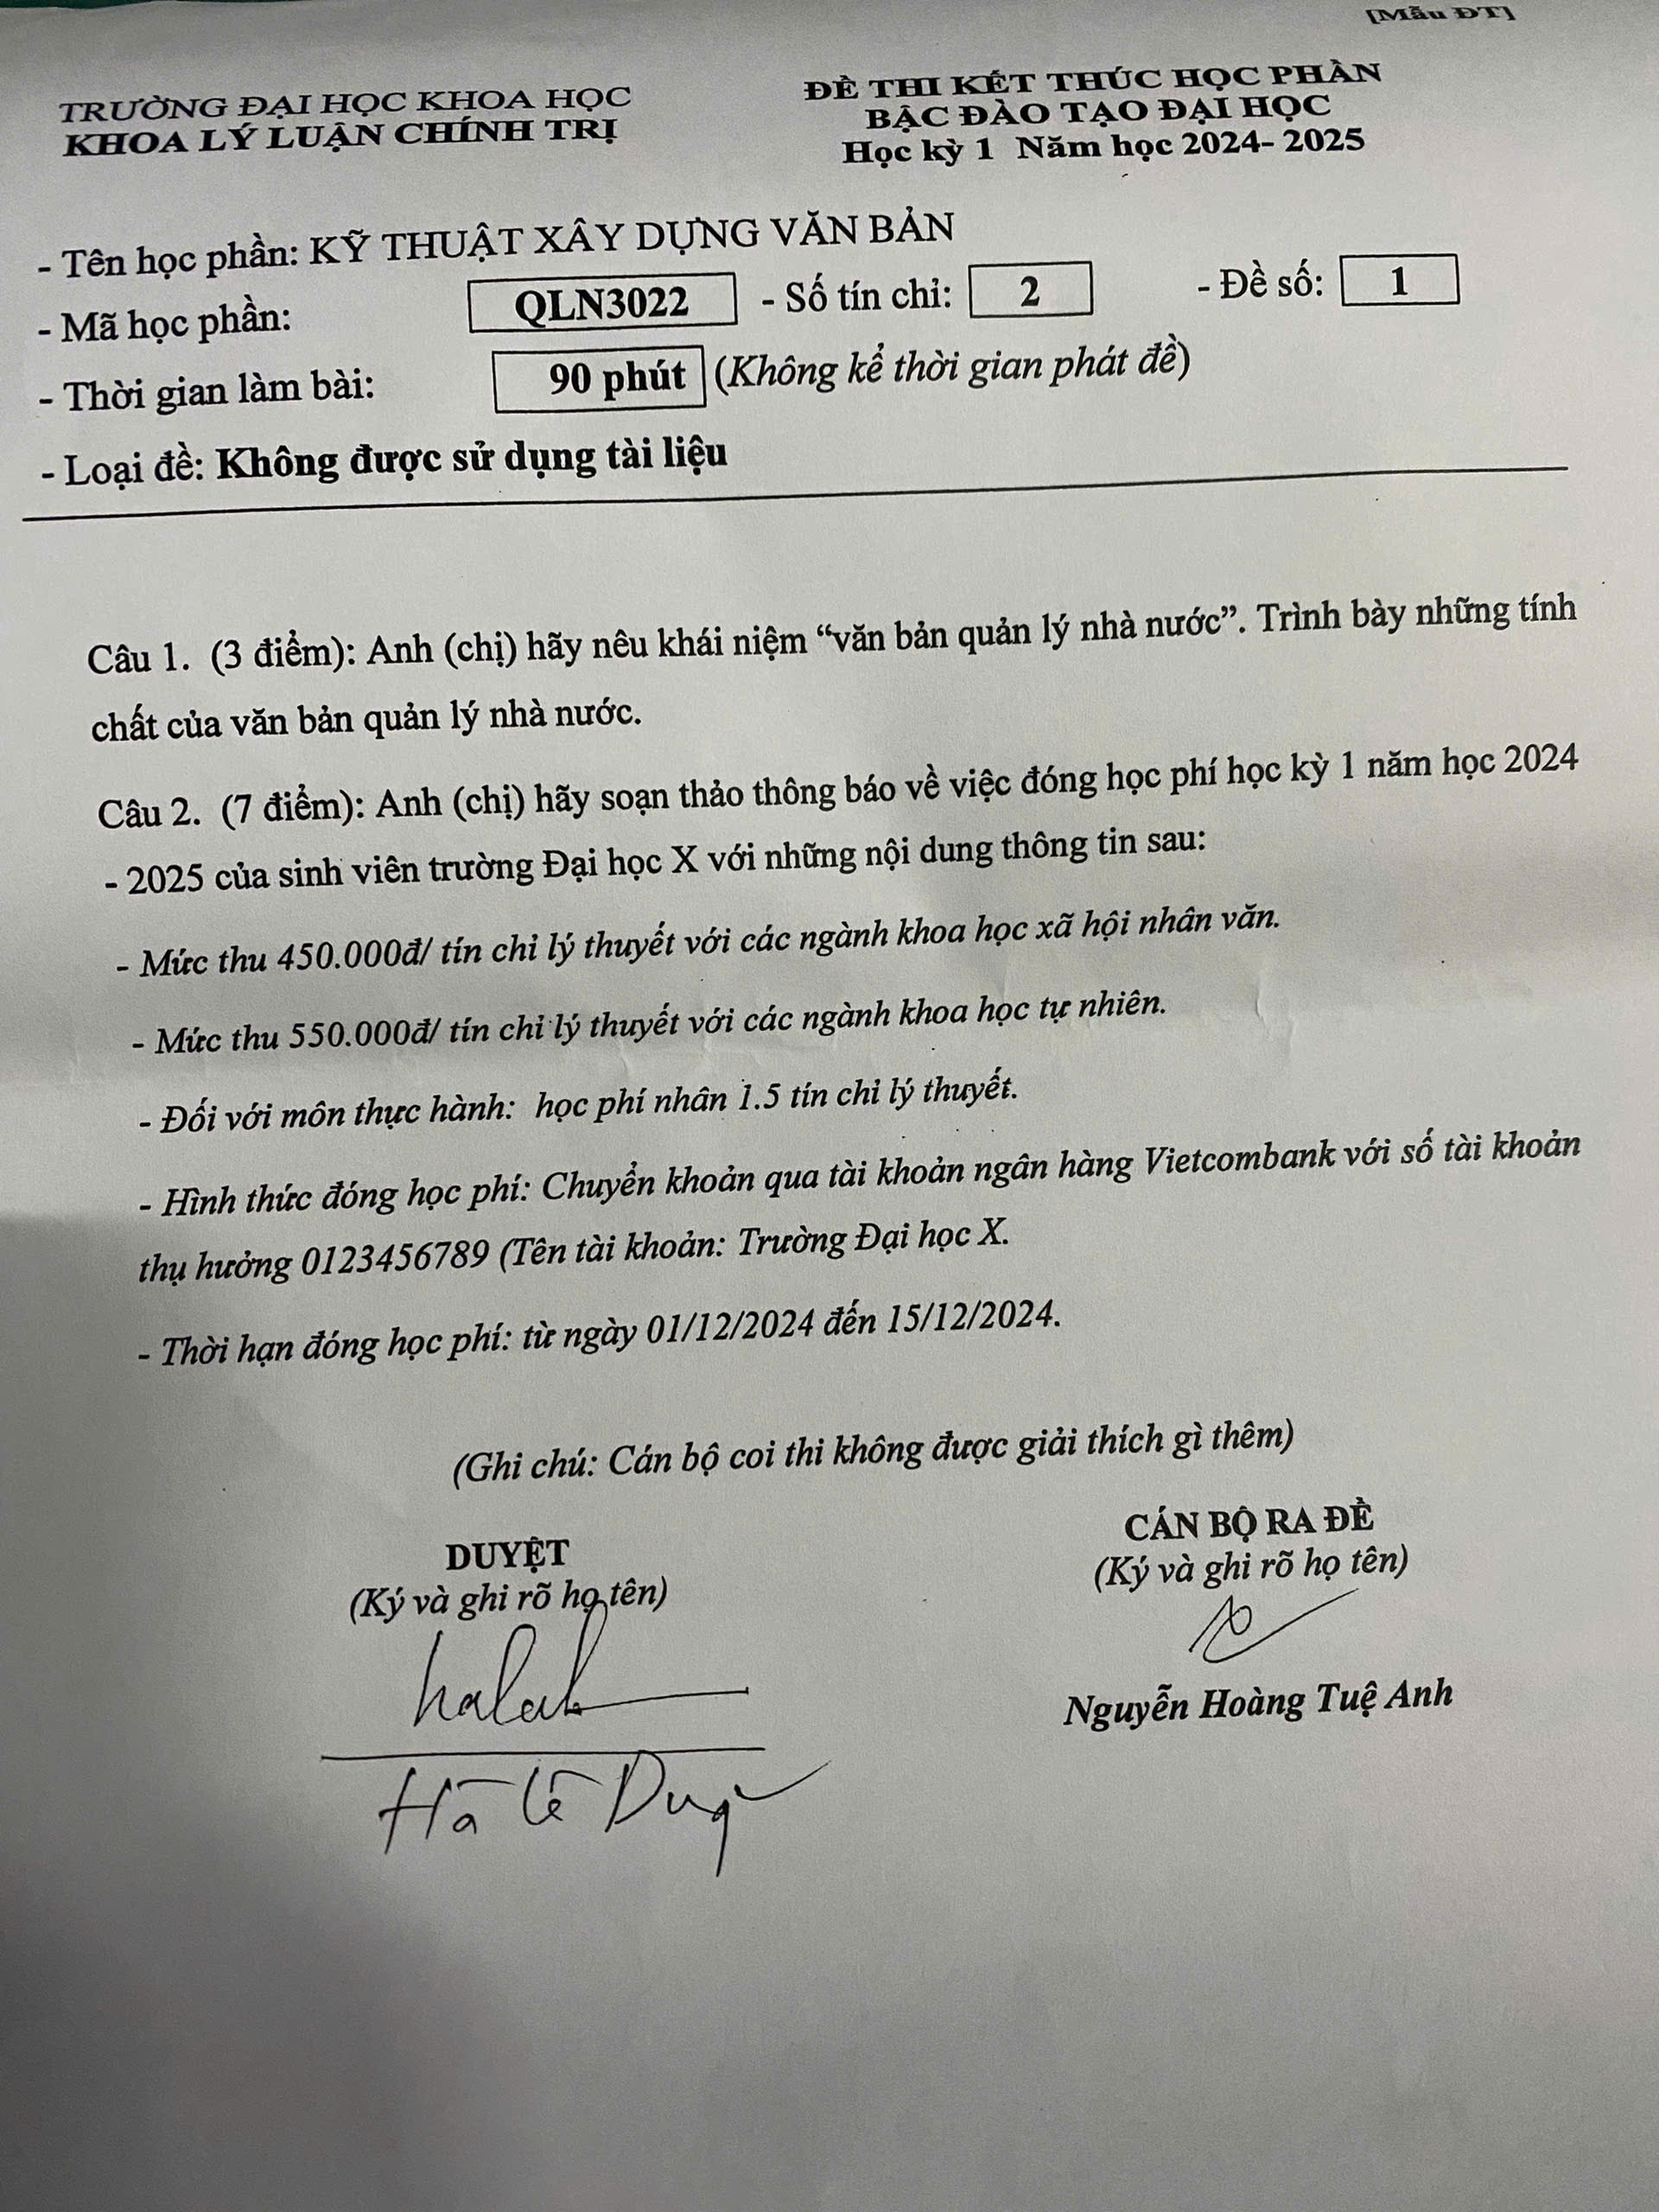 [Mẫu ĐT]
TRƯỜNG ĐẠI HỌC KHOA HỌC
KHOA LÝ LUẬN CHÍNH TRỊ
ĐỀ THI KẾT THÚC HỌC PHẦN
BẬC ĐÀO TẠO ĐẠI HỌC
Học kỳ 1 Năm học 2024- 2025
- Tên học phần: KỸ THUẬT XÂY DỰNG VĂN BẢN
- Mã học phần: QLN3022 - Số tín chỉ: 2 - Đề số: 1
- Thời gian làm bài: 90 phút (Không kể thời gian phát đề)
- Loại đề: Không được sử dụng tài liệu
Câu 1. (3 điểm): Anh (chị) hãy nêu khái niệm “văn bản quản lý nhà nước”. Trình bày những tính
chất của văn bản quản lý nhà nước.
Câu 2. (7 điểm): Anh (chị) hãy soạn thảo thông báo về việc đóng học phí học kỳ 1 năm học 2024
- 2025 của sinh viên trường Đại học X với những nội dung thông tin sau:
- Mức thu 450.000đ/ tín chỉ lý thuyết với các ngành khoa học xã hội nhân văn.
- Mức thu 550.000đ/ tín chỉ lý thuyết với các ngành khoa học tự nhiên.
- Đối với môn thực hành: học phí nhân 1.5 tín chỉ lý thuyết.
- Hình thức đóng học phí: Chuyển khoản qua tài khoản ngân hàng Vietcombank với số tài khoản
thụ hưởng 0123456789 (Tên tài khoản: Trường Đại học X.
- Thời hạn đóng học phí: từ ngày 01/12/2024 đến 15/12/2024.
(Ghi chú: Cán bộ coi thi không được giải thích gì thêm)
DUYỆT
(Ký và ghi rõ họ tên)
CÁN BỘ RA ĐỀ
(Ký và ghi rõ họ tên)
Nguyễn Hoàng Tuệ Anh
Hà Lê Dũng